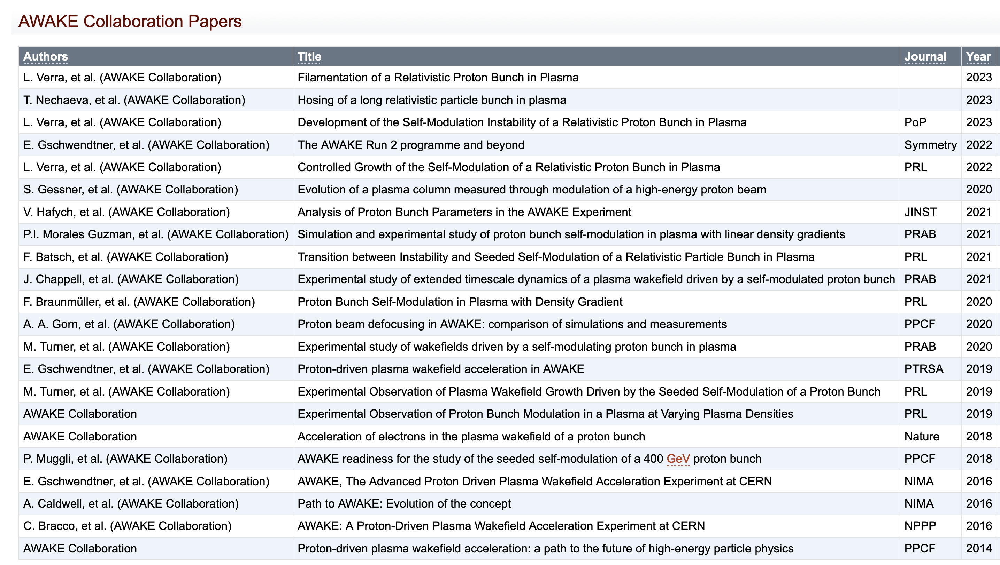 AWAKE Collaboration Papers
Authors Title Journal Year
L. Verra, et al. (AWAKE Collaboration) Filamentation of a Relativistic Proton Bunch in Plasma 2023
T. Nechaeva, et al. (AWAKE Collaboration) Hosing of a long relativistic particle bunch in plasma 2023
L. Verra, et al. (AWAKE Collaboration) Development of the Self-Modulation Instability of a Relativistic Proton Bunch in Plasma PoP 2023
E. Gschwendtner, et al. (AWAKE Collaboration) The AWAKE Run 2 programme and beyond Symmetry 2022
L. Verra, et al. (AWAKE Collaboration) Controlled Growth of the Self-Modulation of a Relativistic Proton Bunch in Plasma PRL 2022
S. Gessner, et al. (AWAKE Collaboration) Evolution of a plasma column measured through modulation of a high-energy proton beam 2020
V. Hafych, et al. (AWAKE Collaboration) Analysis of Proton Bunch Parameters in the AWAKE Experiment JINST 2021
P.I. Morales Guzman, et al. (AWAKE Collaboration) Simulation and experimental study of proton bunch self-modulation in plasma with linear density gradients PRAB 2021
F. Batsch, et al. (AWAKE Collaboration) Transition between Instability and Seeded Self-Modulation of a Relativistic Particle Bunch in Plasma PRL 2021
J. Chappell, et al. (AWAKE Collaboration) Experimental study of extended timescale dynamics of a plasma wakefield driven by a self-modulated proton bunch PRAB 2021
F. Braunmüller, et al. (AWAKE Collaboration) Proton Bunch Self-Modulation in Plasma with Density Gradient PRL 2020
A. A. Gorn, et al. (AWAKE Collaboration) Proton beam defocusing in AWAKE: comparison of simulations and measurements PPCF 2020
M. Turner, et al. (AWAKE Collaboration) Experimental study of wakefields driven by a self-modulating proton bunch in plasma PRAB 2020
E. Gschwendtner, et al. (AWAKE Collaboration) Proton-driven plasma wakefield acceleration in AWAKE PTRSA 2019
M. Turner, et al. (AWAKE Collaboration) Experimental Observation of Plasma Wakefield Growth Driven by the Seeded Self-Modulation of a Proton Bunch PRL 2019
AWAKE Collaboration Experimental Observation of Proton Bunch Modulation in a Plasma at Varying Plasma Densities PRL 2019
AWAKE Collaboration Acceleration of electrons in the plasma wakefield of a proton bunch Nature 2018
P. Muggli, et al. (AWAKE Collaboration) AWAKE readiness for the study of the seeded self-modulation of a 400 GeV proton bunch PPCF 2018
E. Gschwendtner, et al. (AWAKE Collaboration) AWAKE, The Advanced Proton Driven Plasma Wakefield Acceleration Experiment at CERN NIMA 2016
A. Caldwell, et al. (AWAKE Collaboration) Path to AWAKE: Evolution of the concept NIMA 2016
C. Bracco, et al. (AWAKE Collaboration) AWAKE: A Proton-Driven Plasma Wakefield Acceleration Experiment at CERN NPPP 2016
AWAKE Collaboration Proton-driven plasma wakefield acceleration: a path to the future of high-energy particle physics PPCF 2014